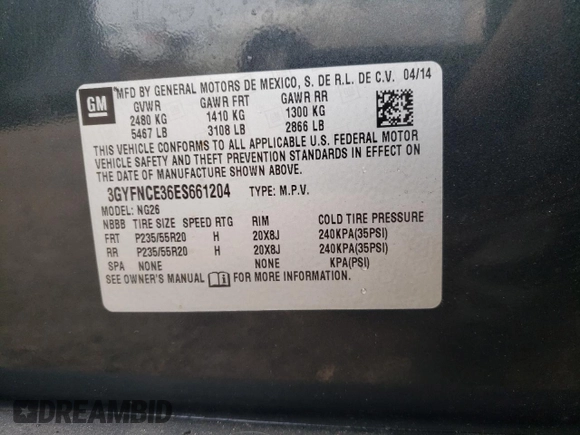 GM
MFD BY GENERAL MOTORS DE MEXICO, S. DE R.L. DE C.V. 04/14
GVWR GAWR FRT GAWR RR
2480 KG 1410 KG 1300 KG
5467 LB 3108 LB 2866 LB
THIS VEHICLE CONFORMS TO ALL APPLICABLE U.S. FEDERAL MOTOR
VEHICLE SAFETY AND THEFT PREVENTION STANDARDS IN EFFECT ON
THE DATE OF MANUFACTURE SHOWN ABOVE.
3GYFNCE36ES661204 TYPE: M.P.V.
MODEL: NG26
NBBB TIRE SIZE SPEED RTG RIM COLD TIRE PRESSURE
FRT P235/55R20 H 20X8J 240KPA(35PSI)
RR P235/55R20 H 20X8J 240KPA(35PSI)
SPA NONE NONE KPA(PSI)
SEE OWNER'S MANUAL FOR MORE INFORMATION.
DREAMBID